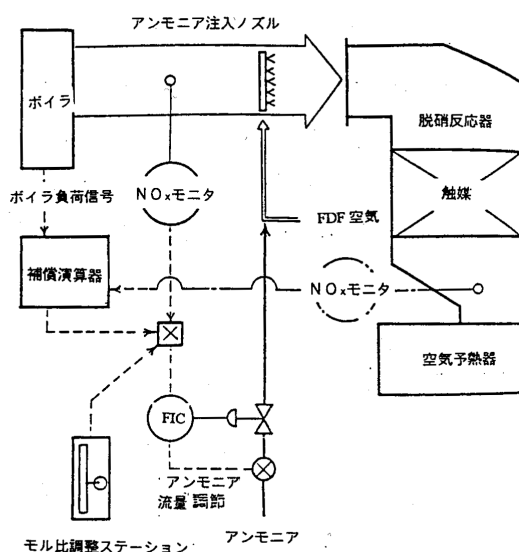 アンモニア注入ノズル
ボイラ
脱硝反応器
触媒
ボイラ負荷信号
NOxモニタ
FDF 空気
補償演算器
NOxモニタ
空気予熱器
FIC
アンモニア
流量調節
アンモニア
モル比調整ステーション